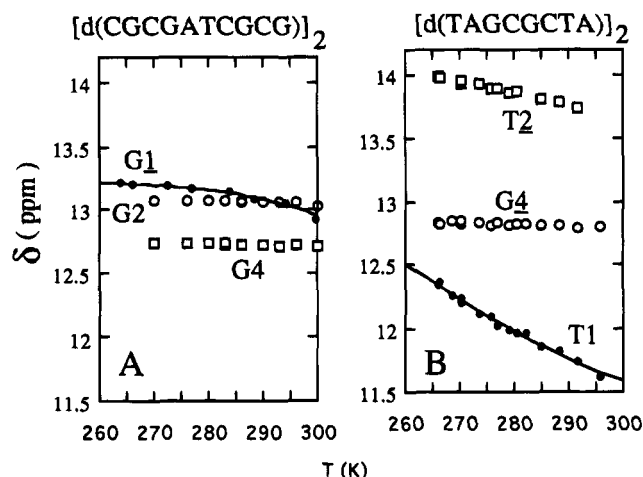 [d(CGCGATCGCG)]2 [d(TAGCGCTA)]2
14 14
13.5 13.5
13 13
12.5 12.5
12 12
11.5 11.5
δ ( ppm )
G1
G2
G4
A
T2
G4
T1
B
260 270 280 290 300 260 270 280 290 300
T (K)